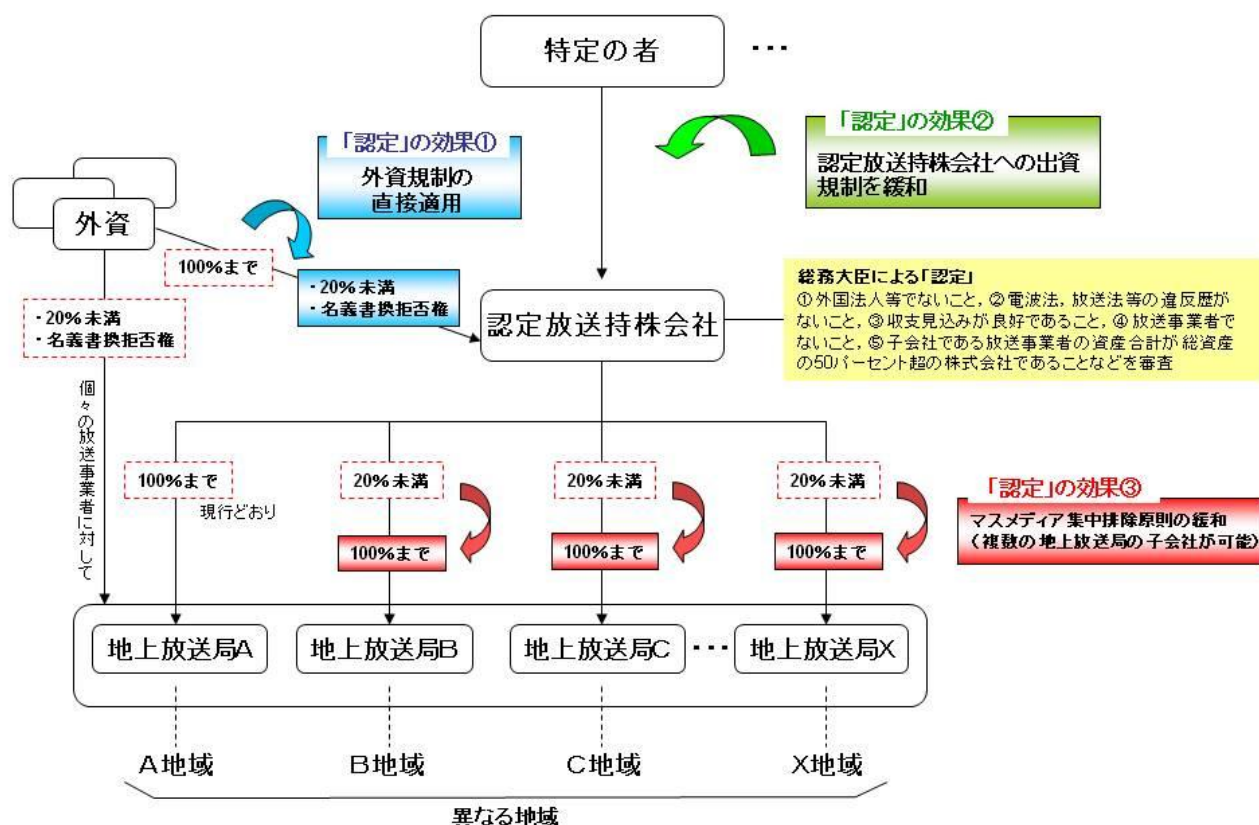 特定の者
・・・
「認定」の効果①
外資規制の
直接適用
「認定」の効果②
認定放送持株会社への出資
規制を緩和
外資
100%まで
・20%未満
・名義書換拒否権
・20%未満
・名義書換拒否権
認定放送持株会社
総務大臣による「認定」
①外国法人等でないこと，②電波法，放送法等の違反歴が
ないこと，③収支見込みが良好であること，④放送事業者で
ないこと，⑤子会社である放送事業者の資産合計が総資産
の50パーセント超の株式会社であることなどを審査
個々の放送事業者に対して
100%まで
現行どおり
20%未満
20%未満
20%未満
100%まで
100%まで
100%まで
「認定」の効果③
マスメディア集中排除原則の緩和
（複数の地上放送局の子会社が可能）
地上放送局A
地上放送局B
地上放送局C
・・・
地上放送局X
A地域
B地域
C地域
X地域
異なる地域